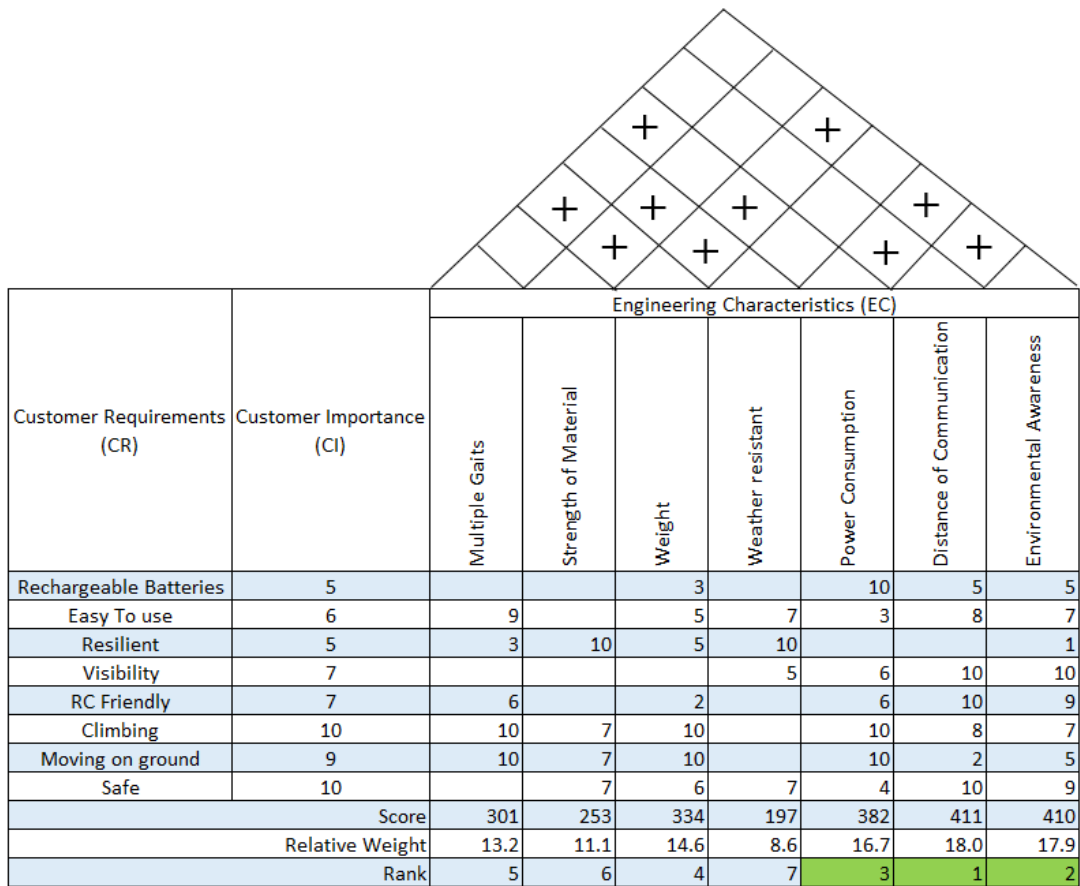 + +
+ + + +
+ + + +
Engineering Characteristics (EC)
Customer Requirements (CR) Customer Importance (CI) Multiple Gaits Strength of Material Weight Weather resistant Power Consumption Distance of Communication Environmental Awareness
Rechargeable Batteries 5 3 10 5 5
Easy To use 6 9 5 7 3 8 7
Resilient 5 3 10 5 10 1
Visibility 7 5 6 10 10
RC Friendly 7 6 2 6 10 9
Climbing 10 10 7 10 10 8 7
Moving on ground 9 10 7 10 10 2 5
Safe 10 7 6 7 4 10 9
Score 301 253 334 197 382 411 410
Relative Weight 13.2 11.1 14.6 8.6 16.7 18.0 17.9
Rank 5 6 4 7 3 1 2